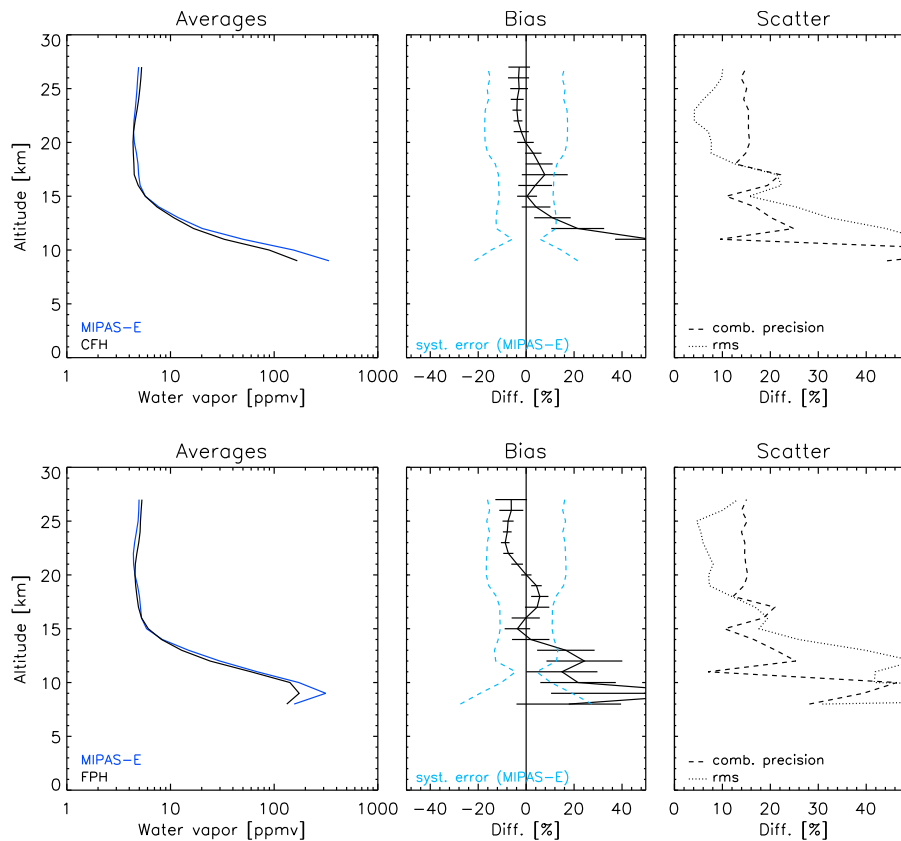 Averages
Bias
Scatter
30
25
20
15
10
5
0
Altitude [km]
MIPAS−E
CFH
syst. error (MIPAS−E)
comb. precision
rms
1 10 100 1000
−40 −20 0 20 40
0 10 20 30 40
Water vapor [ppmv]
Diff. [%]
Diff. [%]
Averages
Bias
Scatter
30
25
20
15
10
5
0
Altitude [km]
MIPAS−E
FPH
syst. error (MIPAS−E)
comb. precision
rms
1 10 100 1000
−40 −20 0 20 40
0 10 20 30 40
Water vapor [ppmv]
Diff. [%]
Diff. [%]